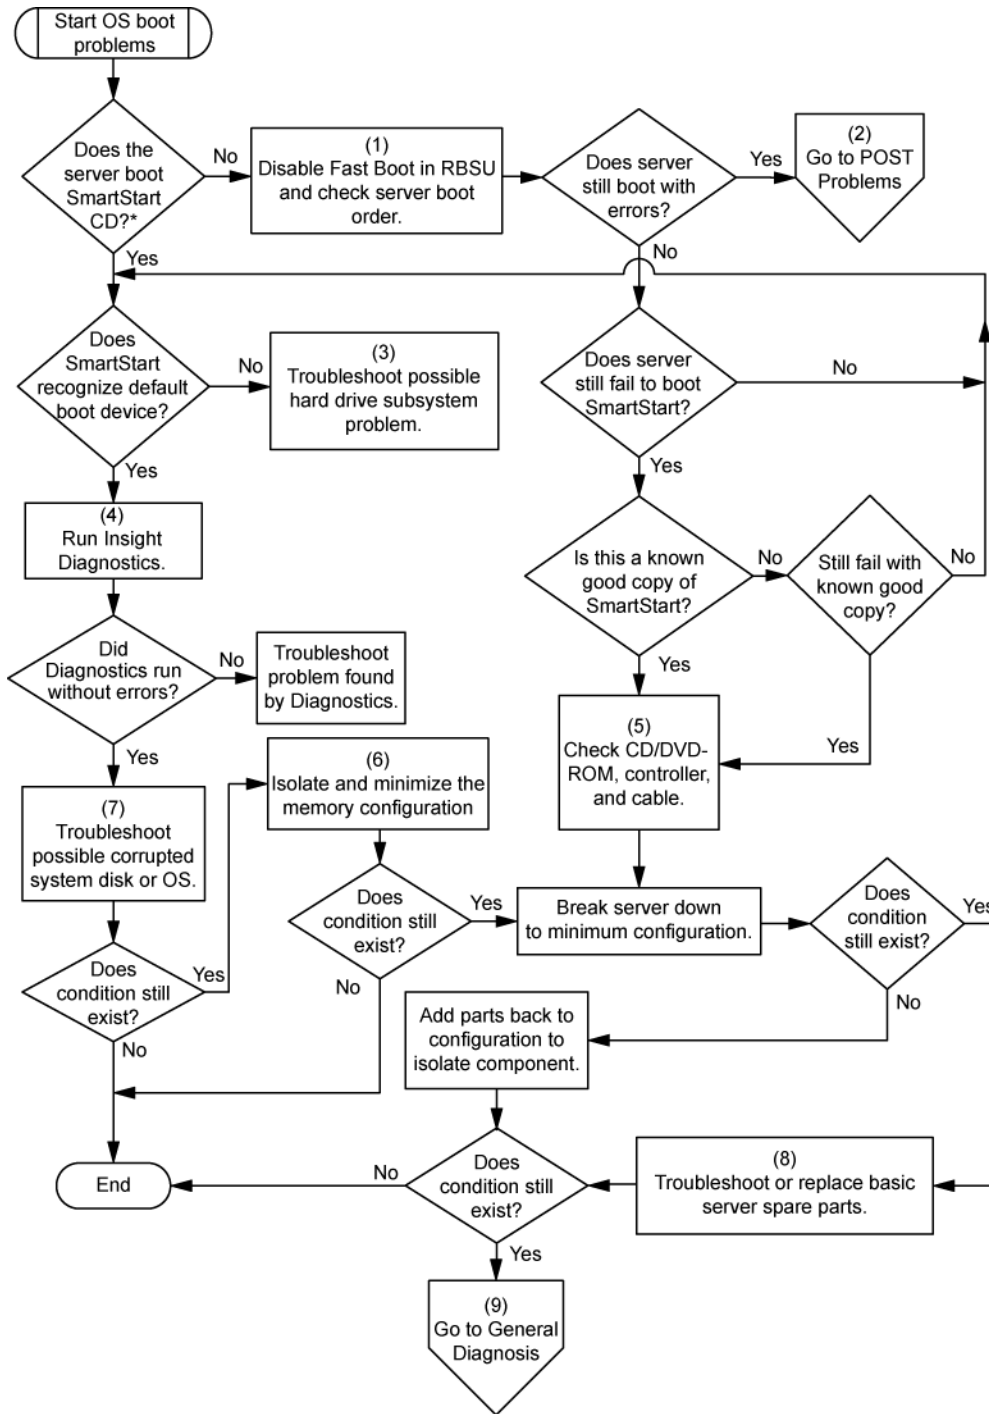 Start OS boot
problems
Does the
server boot
SmartStart
CD?*
No
(1)
Disable Fast Boot in RBSU
and check server boot
order.
Does server
still boot with
errors?
Yes
(2)
Go to POST
Problems
Yes
No
Does
SmartStart
recognize default
boot device?
No
(3)
Troubleshoot possible
hard drive subsystem
problem.
Does server
still fail to boot
SmartStart?
No
Yes
Yes
(4)
Run Insight
Diagnostics.
Is this a known
good copy of
SmartStart?
No
Still fail with
known good
copy?
No
Did
Diagnostics run
without errors?
No
Troubleshoot
problem found
by Diagnostics.
Yes
Yes
Yes
(5)
Check CD/DVD-
ROM, controller,
and cable.
(6)
Isolate and minimize the
memory configuration
(7)
Troubleshoot
possible corrupted
system disk or OS.
Does
condition still
exist?
Yes
Break server down
to minimum configuration.
Does
condition
still exist?
Yes
Does
condition still
exist?
Yes
No
No
No
Add parts back to
configuration to
isolate component.
End
No
Does
condition still
exist?
(8)
Troubleshoot or replace basic
server spare parts.
Yes
(9)
Go to General
Diagnosis